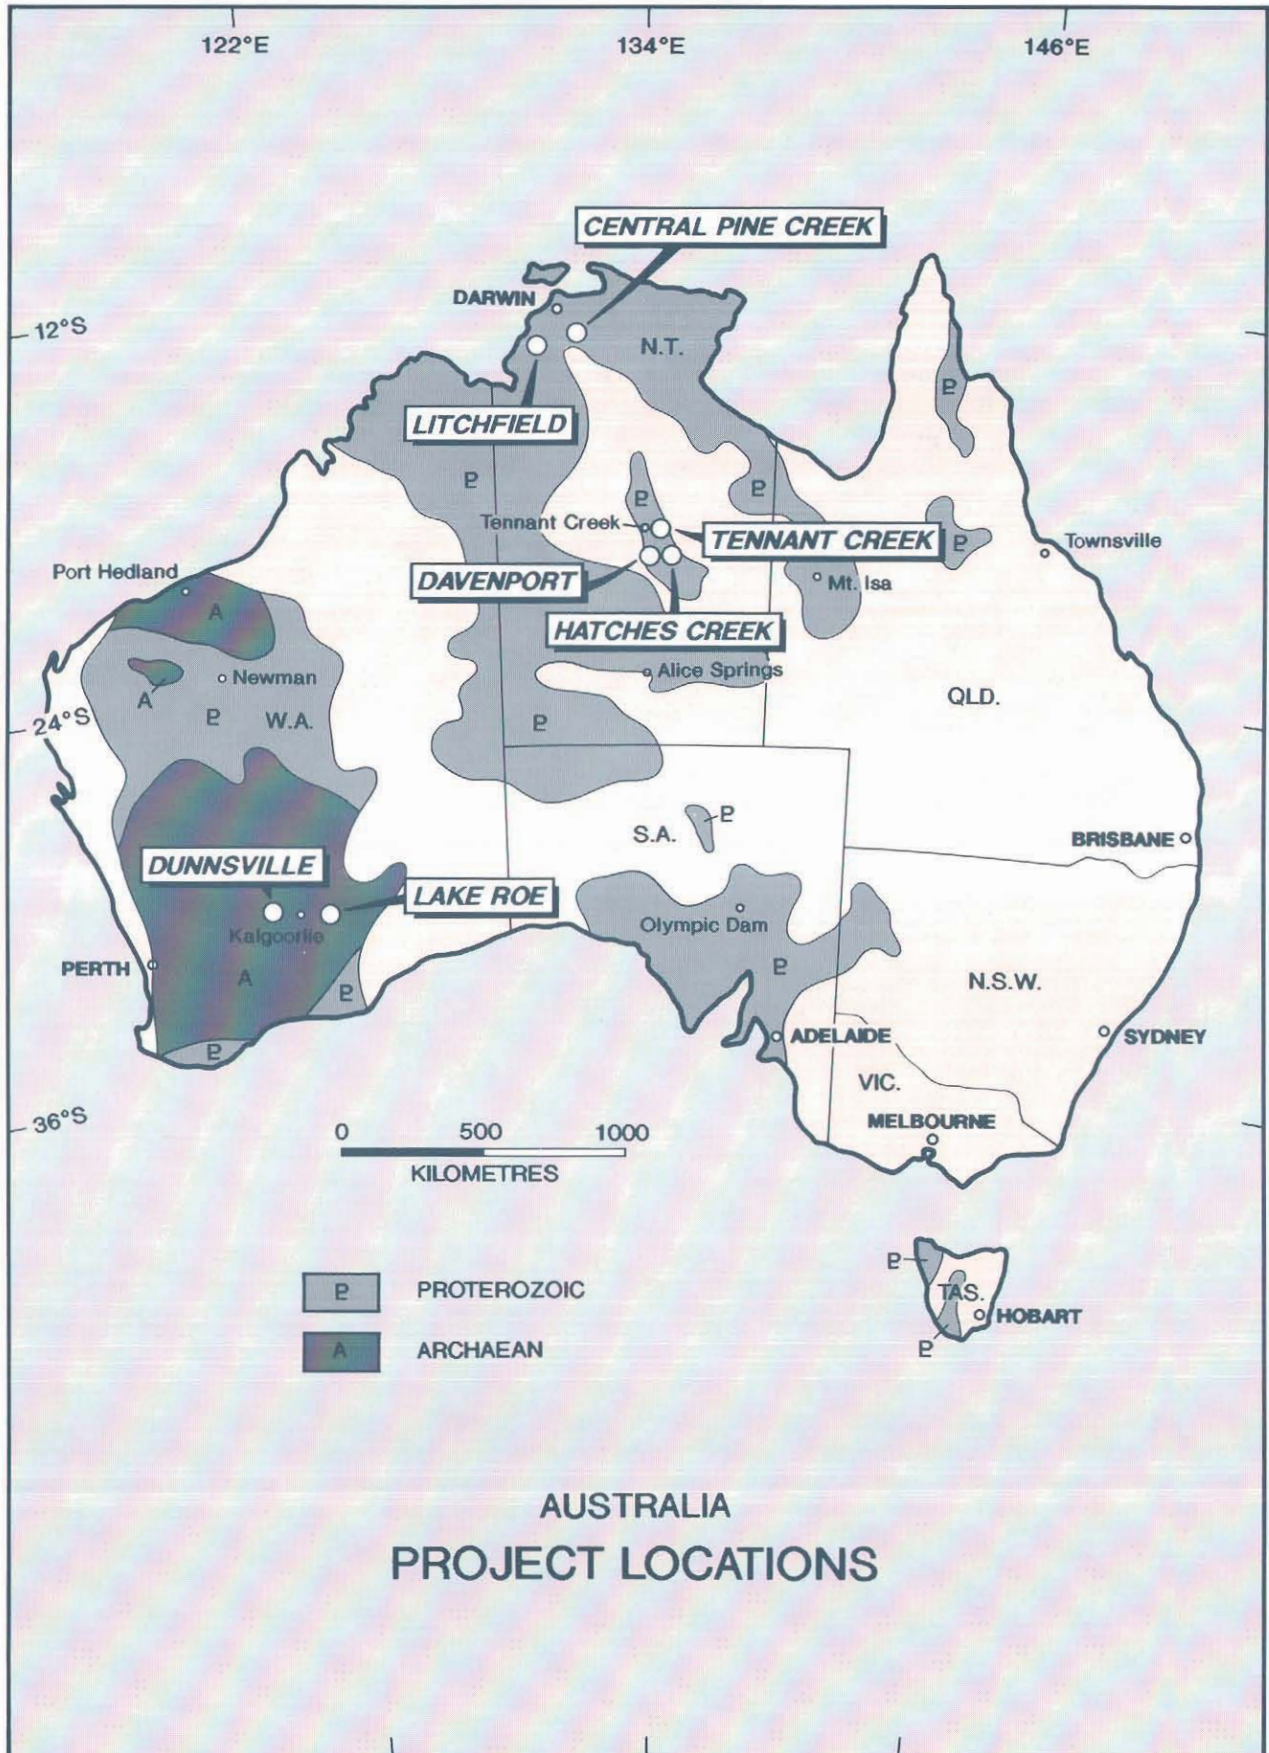 122°E 134°E 146°E
CENTRAL PINE CREEK
DARWIN
12°S
N.T.
P
LITCHFIELD
P
P
P
Tennant Creek
TENNANT CREEK
P
Townsville
Port Hedland
DAVENPORT
Mt. Isa
A
HATCHES CREEK
Newman
Alice Springs
A
P
W.A.
P
QLD.
24°S
P
S.A.
BRISBANE
DUNNSVILLE
LAKE ROE
Olympic Dam
Kalgoorlie
PERTH
A
P
P
N.S.W.
P
ADELAIDE
SYDNEY
VIC.
MELBOURNE
36°S
0 500 1000
KILOMETRES
P
TAS.
HOBART
P
P PROTEROZOIC
A ARCHAEAN
AUSTRALIA
PROJECT LOCATIONS